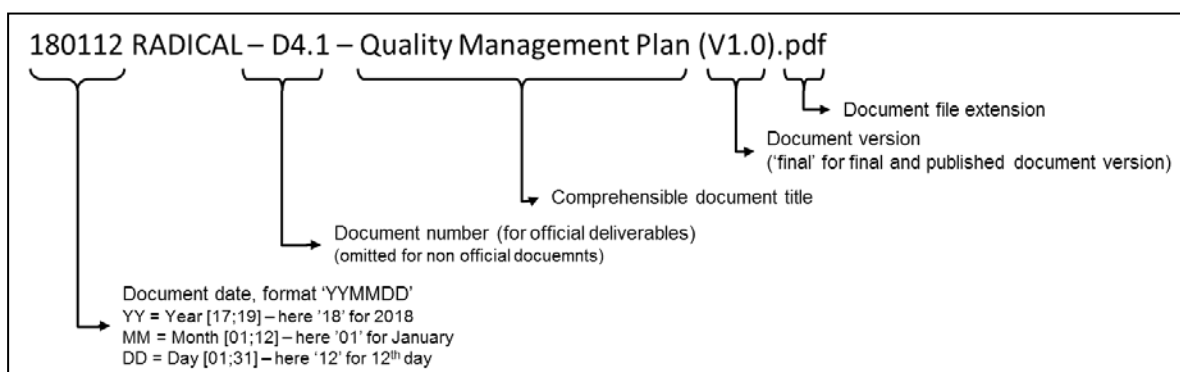 180112 RADICAL – D4.1 – Quality Management Plan (V1.0).pdf
Document file extension
Document version
(‘final’ for final and published document version)
Comprehensible document title
Document number (for official deliverables)
(omitted for non official docuemnts)
Document date, format ‘YYMMDD’
YY = Year [17;19] – here ‘18’ for 2018
MM = Month [01;12] – here ‘01’ for January
DD = Day [01;31] – here ‘12’ for 12th day